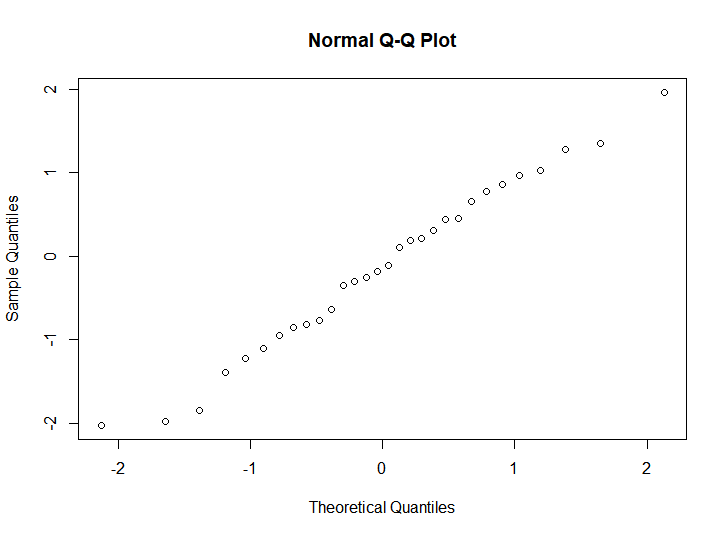 Normal Q-Q Plot
2
1
0
-1
-2
Sample Quantiles
-2 -1 0 1 2
Theoretical Quantiles